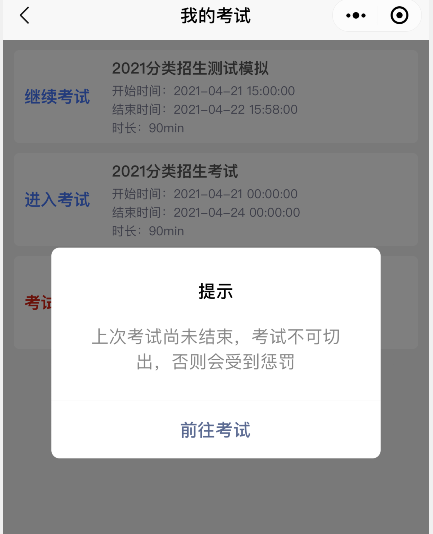 我的考试
2021分类招生测试模拟
继续考试
开始时间：2021-04-21 15:00:00
结束时间：2021-04-22 15:58:00
时长：90min
2021分类招生考试
进入考试
开始时间：2021-04-21 00:00:00
结束时间：2021-04-24 00:00:00
时长：90min
考试
提示
上次考试尚未结束，考试不可切
出，否则会受到惩罚
前往考试